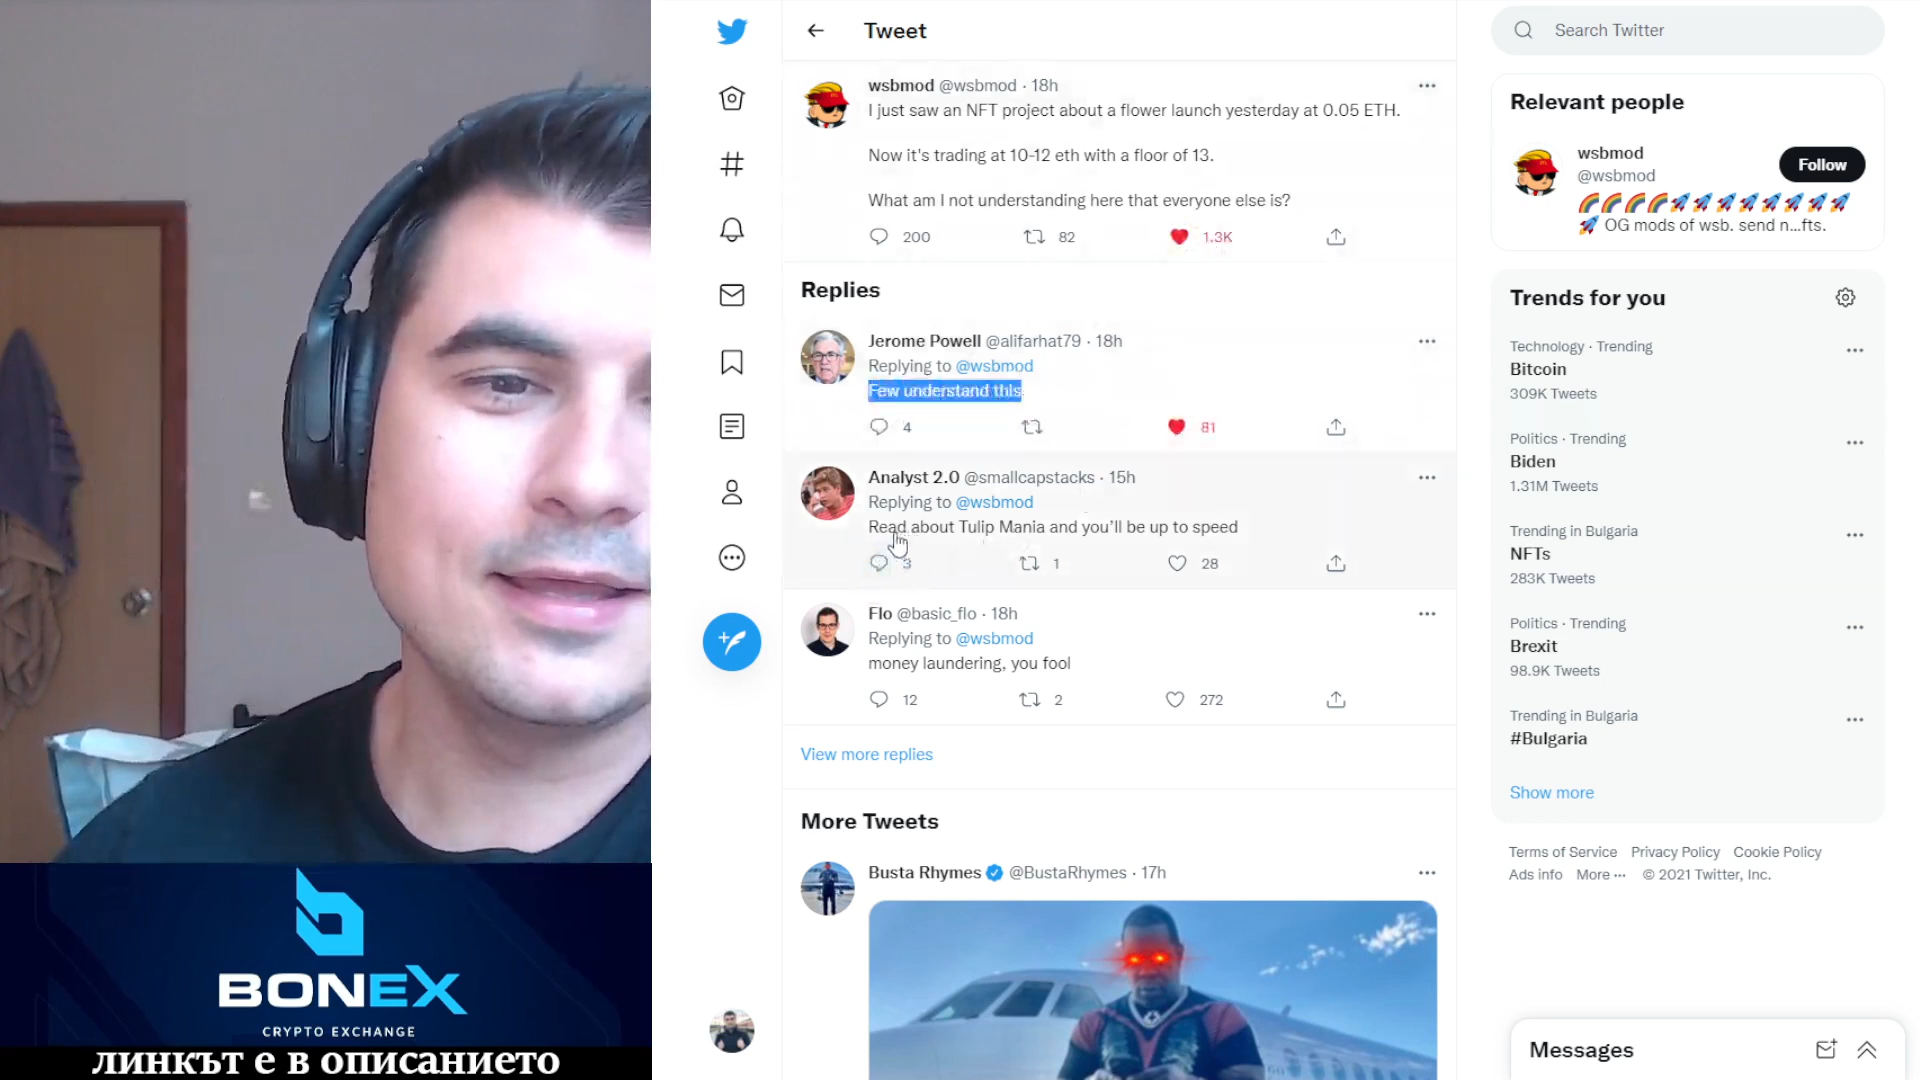 BONEX
CRYPTO EXCHANGE
линкът е в описанието
Tweet
wsbmod @wsbmod · 18h
I just saw an NFT project about a flower launch yesterday at 0.05 ETH.
Now it's trading at 10-12 eth with a floor of 13.
What am I not understanding here that everyone else is?
200 82 1.3K
Replies
Jerome Powell @alifarhat79 · 18h
Replying to @wsbmod
Few understand this
4 81
Analyst 2.0 @smallcapstacks · 15h
Replying to @wsbmod
Read about Tulip Mania and you'll be up to speed
3 1 28
Flo @basic_flo · 18h
Replying to @wsbmod
money laundering, you fool
12 2 272
View more replies
More Tweets
Busta Rhymes @BustaRhymes · 17h
Search Twitter
Relevant people
wsbmod
@wsbmod
Follow
OG mods of wsb. send n...fts.
Trends for you
Technology · Trending
Bitcoin
309K Tweets
Politics · Trending
Biden
1.31M Tweets
Trending in Bulgaria
NFTs
283K Tweets
Politics · Trending
Brexit
98.9K Tweets
Trending in Bulgaria
#Bulgaria
Show more
Terms of Service Privacy Policy Cookie Policy
Ads info More ··· © 2021 Twitter, Inc.
Messages